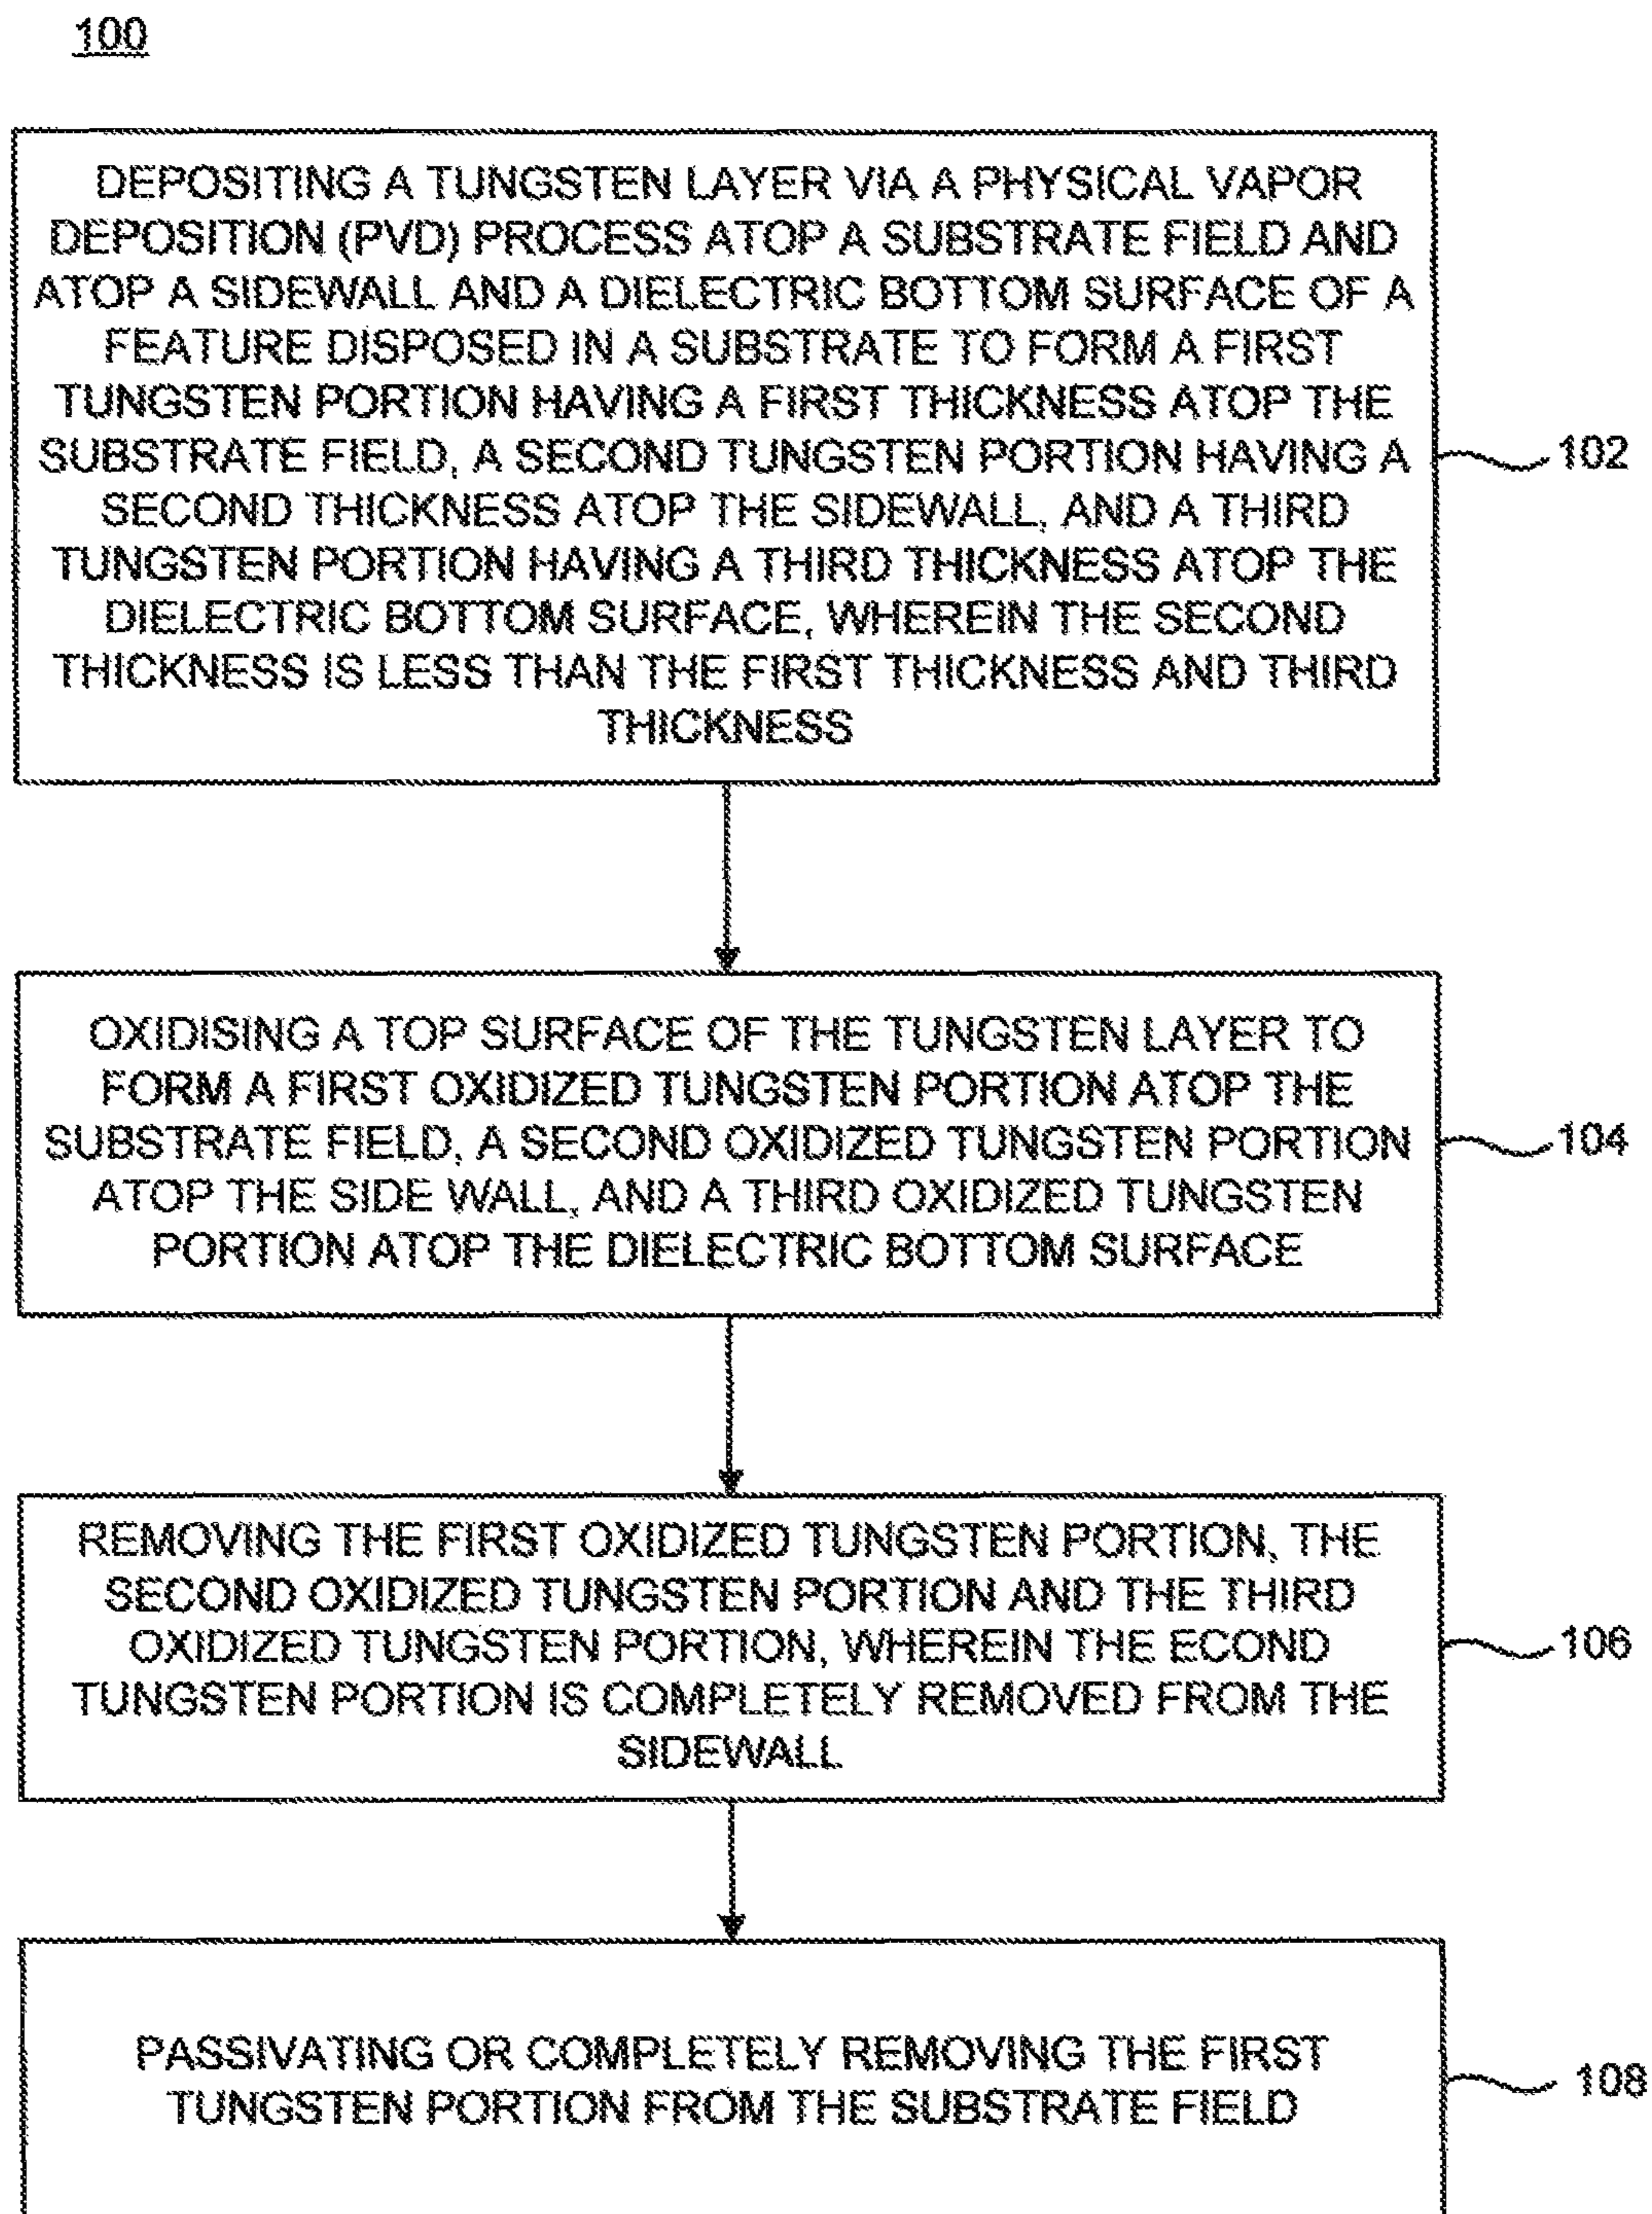 100
DEPOSITING A TUNGSTEN LAYER VIA A PHYSICAL VAPOR
DEPOSITION (PVD) PROCESS ATOP A SUBSTRATE FIELD AND
ATOP A SIDEWALL AND A DIELECTRIC BOTTOM SURFACE OF A
FEATURE DISPOSED IN A SUBSTRATE TO FORM A FIRST
TUNGSTEN PORTION HAVING A FIRST THICKNESS ATOP THE
SUBSTRATE FIELD, A SECOND TUNGSTEN PORTION HAVING A
SECOND THICKNESS ATOP THE SIDEWALL, AND A THIRD
TUNGSTEN PORTION HAVING A THIRD THICKNESS ATOP THE
DIELECTRIC BOTTOM SURFACE, WHEREIN THE SECOND
THICKNESS IS LESS THAN THE FIRST THICKNESS AND THIRD
THICKNESS
102
OXIDISING A TOP SURFACE OF THE TUNGSTEN LAYER TO
FORM A FIRST OXIDIZED TUNGSTEN PORTION ATOP THE
SUBSTRATE FIELD, A SECOND OXIDIZED TUNGSTEN PORTION
ATOP THE SIDE WALL, AND A THIRD OXIDIZED TUNGSTEN
PORTION ATOP THE DIELECTRIC BOTTOM SURFACE
104
REMOVING THE FIRST OXIDIZED TUNGSTEN PORTION, THE
SECOND OXIDIZED TUNGSTEN PORTION AND THE THIRD
OXIDIZED TUNGSTEN PORTION, WHEREIN THE ECOND
TUNGSTEN PORTION IS COMPLETELY REMOVED FROM THE
SIDEWALL
106
PASSIVATING OR COMPLETELY REMOVING THE FIRST
TUNGSTEN PORTION FROM THE SUBSTRATE FIELD
108